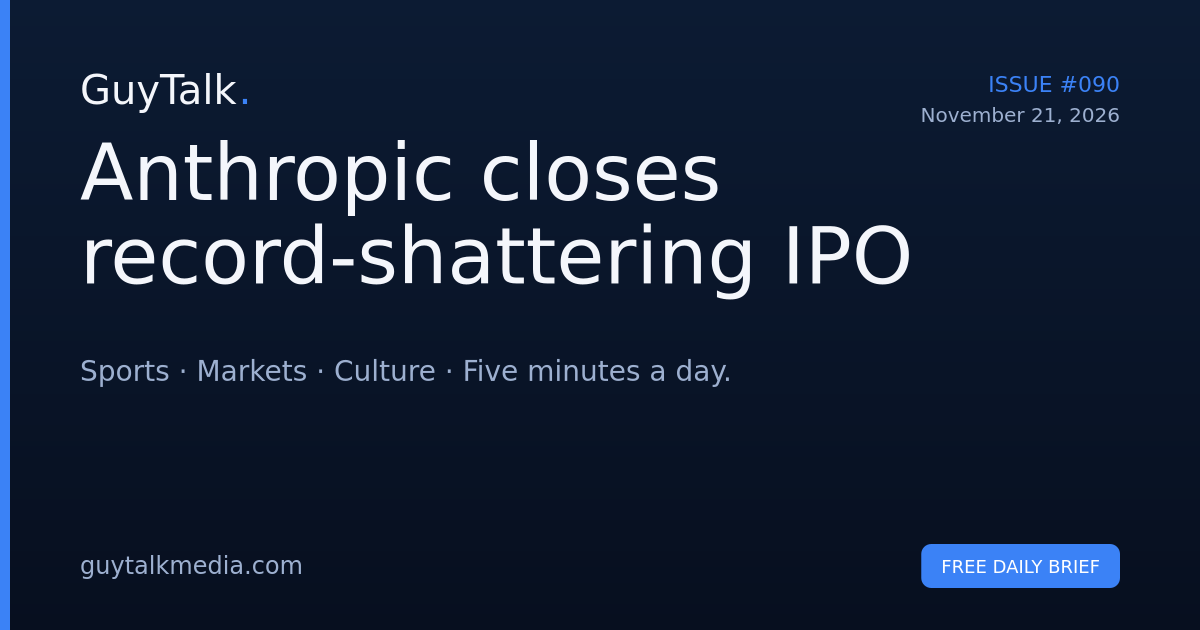 GuyTalk.
ISSUE #090
November 21, 2026
Anthropic closes
record-shattering IPO
Sports · Markets · Culture · Five minutes a day.
guytalkmedia.com
FREE DAILY BRIEF